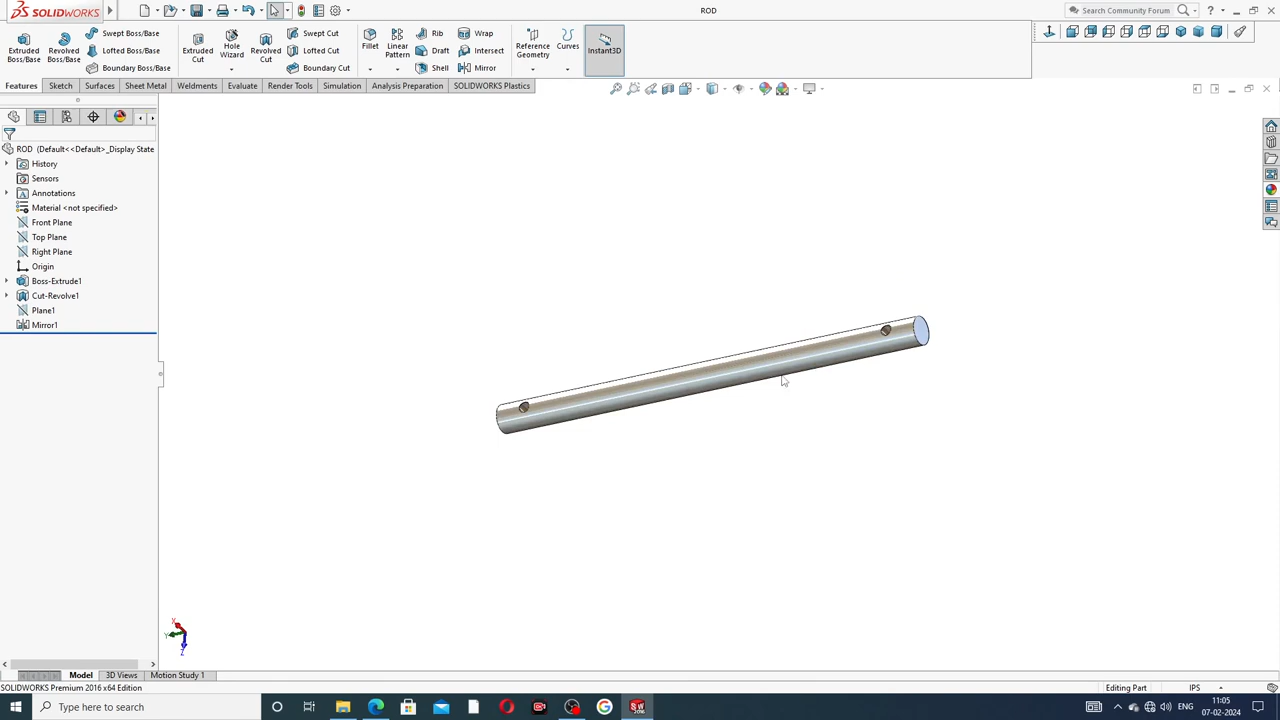 SOLIDWORKS
ROD
Search Community Forum
Extruded Boss/Base
Revolved Boss/Base
Swept Boss/Base
Lofted Boss/Base
Boundary Boss/Base
Extruded Cut
Hole Wizard
Revolved Cut
Swept Cut
Lofted Cut
Boundary Cut
Fillet
Linear Pattern
Rib
Draft
Shell
Wrap
Intersect
Mirror
Reference Geometry
Curves
Instant3D
Features
Sketch
Surfaces
Sheet Metal
Weldments
Evaluate
Render Tools
Simulation
Analysis Preparation
SOLIDWORKS Plastics
ROD (Default<<Default>_Display State
History
Sensors
Annotations
Material <not specified>
Front Plane
Top Plane
Right Plane
Origin
Boss-Extrude1
Cut-Revolve1
Plane1
Mirror1
X
Y
Z
Model
3D Views
Motion Study 1
SOLIDWORKS Premium 2016 x64 Edition
Editing Part
IPS
Type here to search
ENG
11:05
07-02-2024